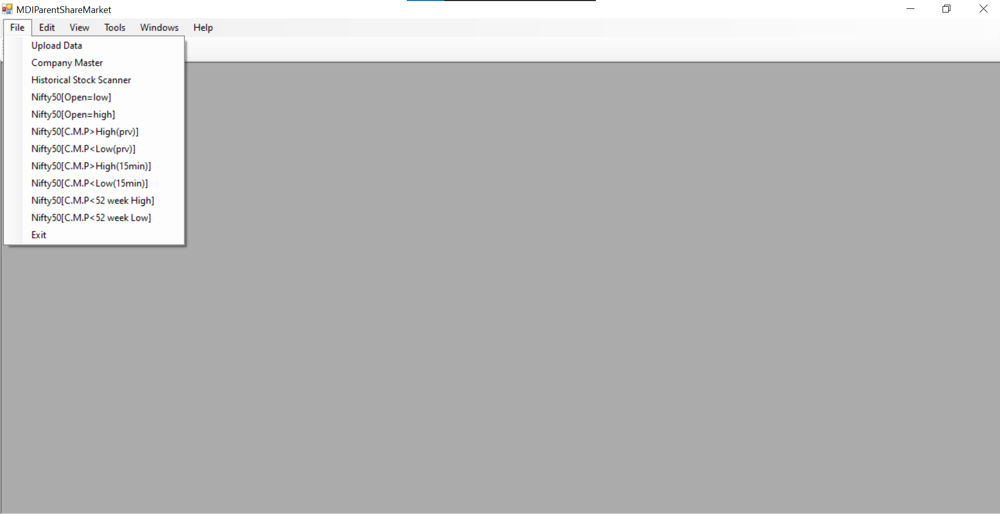 MDIParentShareMarket
File Edit View Tools Windows Help
Upload Data
Company Master
Historical Stock Scanner
Nifty50[Open=low]
Nifty50[Open=high]
Nifty50[C.M.P>High(prv)]
Nifty50[C.M.P<Low(prv)]
Nifty50[C.M.P>High(15min)]
Nifty50[C.M.P<Low(15min)]
Nifty50[C.M.P<52 week High]
Nifty50[C.M.P<52 week Low]
Exit